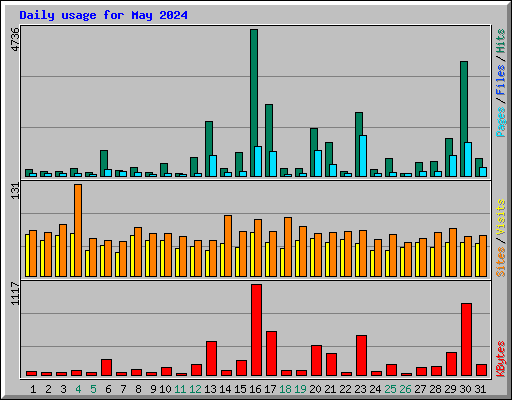 Daily usage for May 2024
4736
Pages / Files / Hits
131
Sites / Visits
1117
KBytes
1 2 3 4 5 6 7 8 9 10 11 12 13 14 15 16 17 18 19 20 21 22 23 24 25 26 27 28 29 30 31